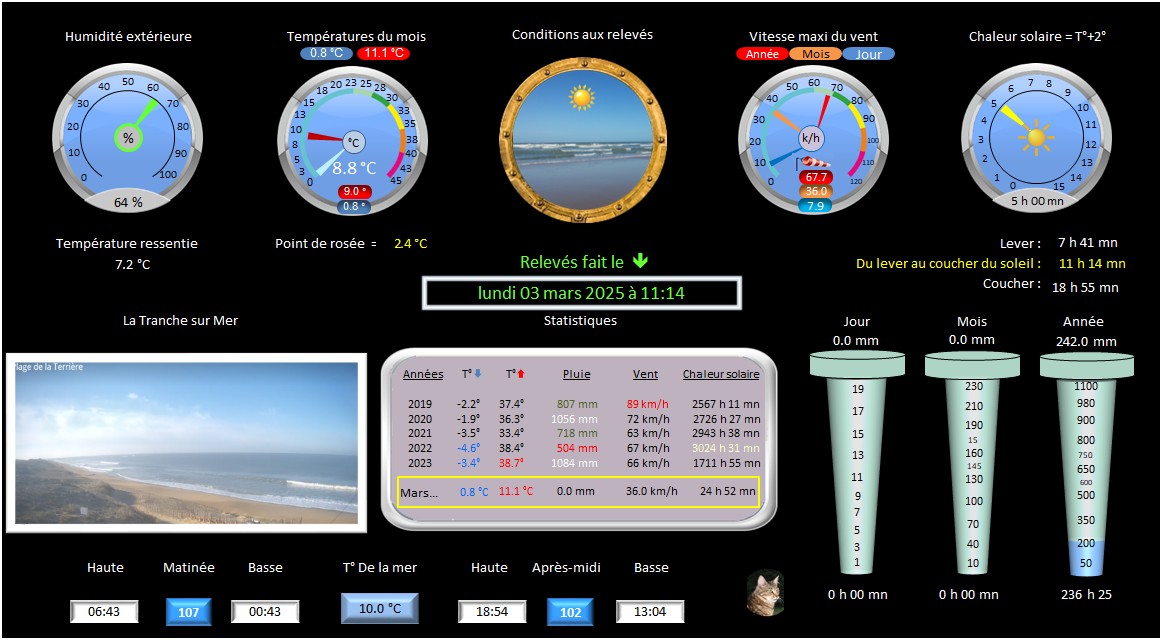 Humidité extérieure
Températures du mois
Conditions aux relevés
Vitesse maxi du vent
Chaleur solaire = T°+2°
0.8 °C 11.1 °C
Année Mois Jour
0 10 20 30 40 50 60 70 80 90 100
%
64 %
0 3 5 8 10 13 15 18 20 23 25 28 30 33 35 38 40 43 45
°C
8.8 °C
9.0 °
0.8 °
0 10 20 30 40 50 60 70 80 90 100 110 120
k/h
67.7
36.0
7.9
0 1 2 3 4 5 6 7 8 9 10 11 12 13 14 15
5 h 00 mn
Température ressentie
7.2 °C
Point de rosée = 2.4 °C
Relevés fait le
lundi 03 mars 2025 à 11:14
Lever : 7 h 41 mn
Du lever au coucher du soleil : 11 h 14 mn
Coucher : 18 h 55 mn
La Tranche sur Mer
lage de la Terrière
Statistiques
Années T° T° Pluie Vent Chaleur solaire
2019 -2.2° 37.4° 807 mm 89 km/h 2567 h 11 mn
2020 -1.9° 36.3° 1056 mm 72 km/h 2726 h 27 mn
2021 -3.5° 33.4° 718 mm 63 km/h 2943 h 38 mn
2022 -4.6° 38.4° 504 mm 67 km/h 3024 h 31 mn
2023 -3.4° 38.7° 1084 mm 66 km/h 1711 h 55 mn
Mars... 0.8 °C 11.1 °C 0.0 mm 36.0 km/h 24 h 52 mn
Jour
0.0 mm
19
17
15
13
11
9
7
5
3
1
0 h 00 mn
Mois
0.0 mm
230
210
190
15
160
145
130
100
70
40
10
0 h 00 mn
Année
242.0 mm
1100
980
900
800
750
650
600
500
350
200
50
236 h 25
Haute Matinée Basse T° De la mer Haute Après-midi Basse
06:43 107 00:43 10.0 °C 18:54 102 13:04